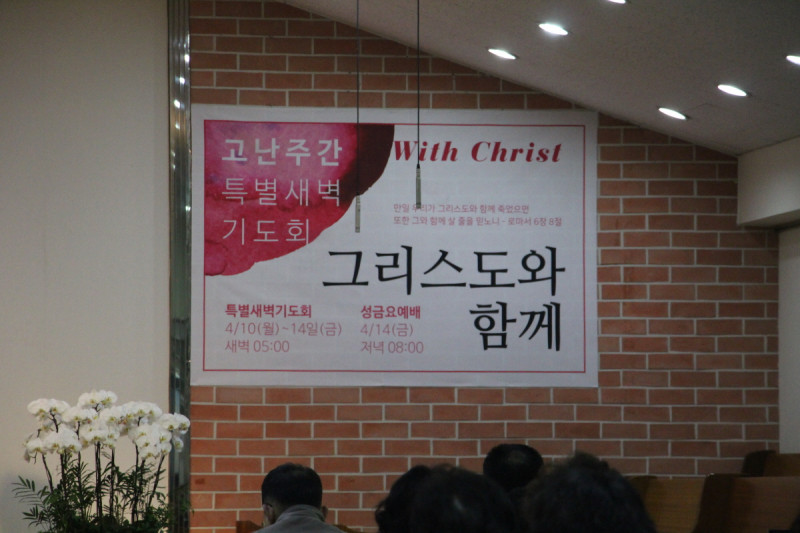 고난주간
특별새벽
기도회
With Christ
만일 우리가 그리스도와 함께 죽었으면
또한 그와 함께 살 줄을 믿노니 - 로마서 6장 8절
그리스도와
함께
특별새벽기도회
4/10(월)~14일(금)
새벽 05:00
성금요예배
4/14(금)
저녁 08:00